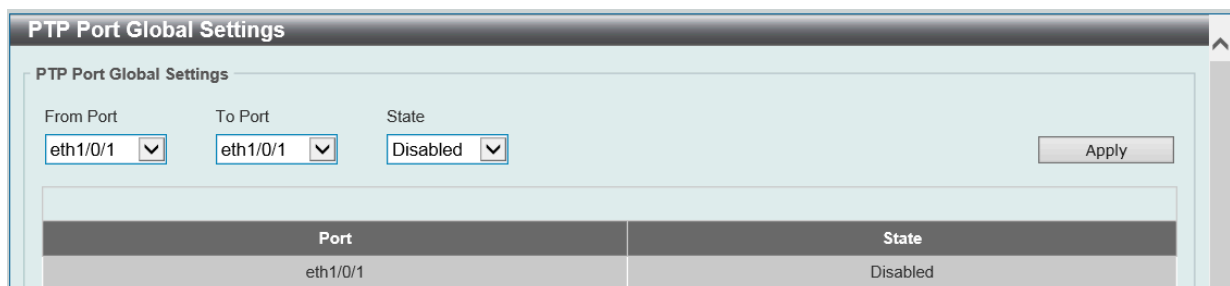 PTP Port Global Settings
PTP Port Global Settings
From Port To Port State
eth1/0/1 eth1/0/1 Disabled Apply
Port State
eth1/0/1 Disabled